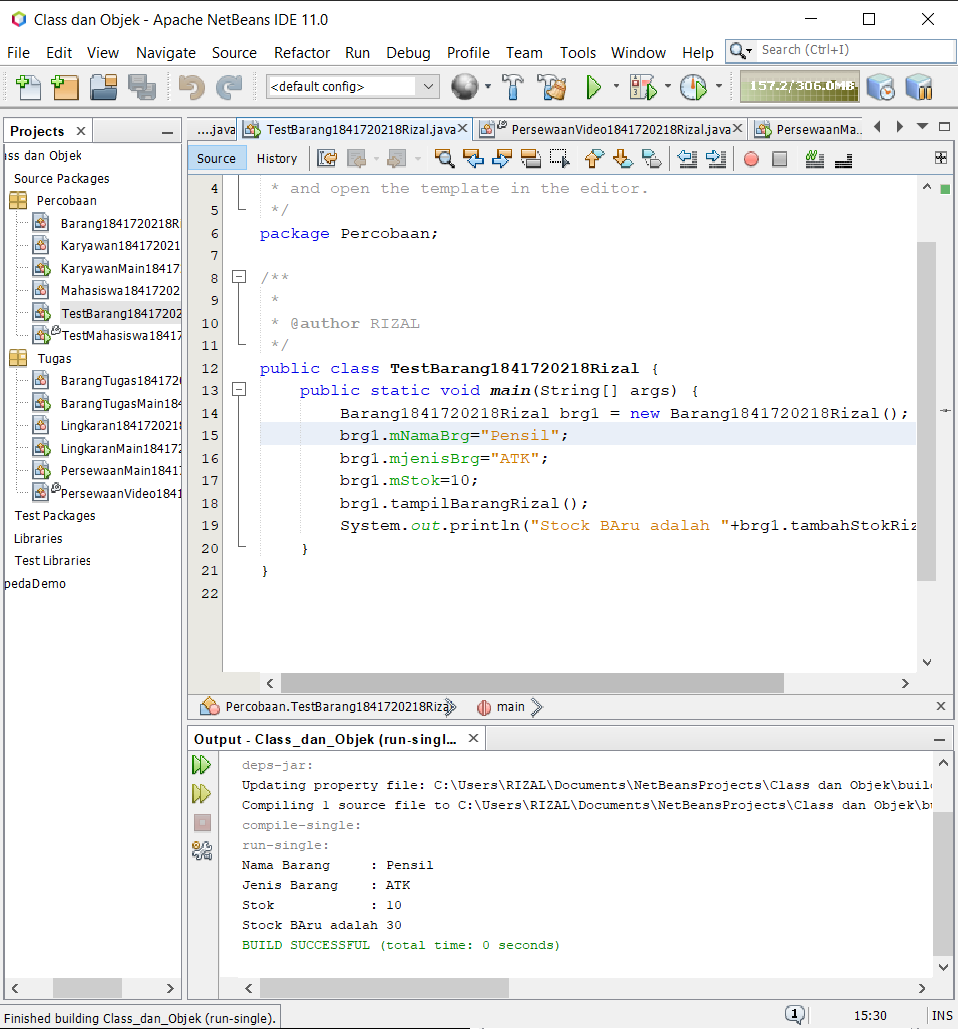 Class dan Objek - Apache NetBeans IDE 11.0
File Edit View Navigate Source Refactor Run Debug Profile Team Tools Window Help Search (Ctrl+I)
<default config> 157.2/306.0MB
Projects
....java TestBarang1841720218Rizal.java PersewaanVideo1841720218Rizal.java PersewaanMa...
Source History
ass dan Objek
Source Packages
Percobaan
Barang1841720218R
Karyawan184172021
KaryawanMain18417
Mahasiswa1841720
TestBarang18417202
TestMahasiswa18417
Tugas
BarangTugas184172
BarangTugasMain184
Lingkaran184172021
LingkaranMain184172
PersewaanMain18417
PersewaanVideo1841
Test Packages
Libraries
Test Libraries
pedaDemo
4 * and open the template in the editor.
5 */
6 package Percobaan;
7
8 /**
9 *
10 * @author RIZAL
11 */
12 public class TestBarang1841720218Rizal {
13 public static void main(String[] args) {
14 Barang1841720218Rizal brg1 = new Barang1841720218Rizal();
15 brg1.mNamaBrg="Pensil";
16 brg1.mjenisBrg="ATK";
17 brg1.mStok=10;
18 brg1.tampilBarangRizal();
19 System.out.println("Stock BAru adalah "+brg1.tambahStokRiz
20 }
21 }
22
Percobaan.TestBarang1841720218Riza main
Output - Class_dan_Objek (run-singl...
deps-jar:
Updating property file: C:\Users\RIZAL\Documents\NetBeansProjects\Class dan Objek\buil
Compiling 1 source file to C:\Users\RIZAL\Documents\NetBeansProjects\Class dan Objek\bu
compile-single:
run-single:
Nama Barang : Pensil
Jenis Barang : ATK
Stok : 10
Stock BAru adalah 30
BUILD SUCCESSFUL (total time: 0 seconds)
Finished building Class_dan_Objek (run-single). 1 15:30 INS